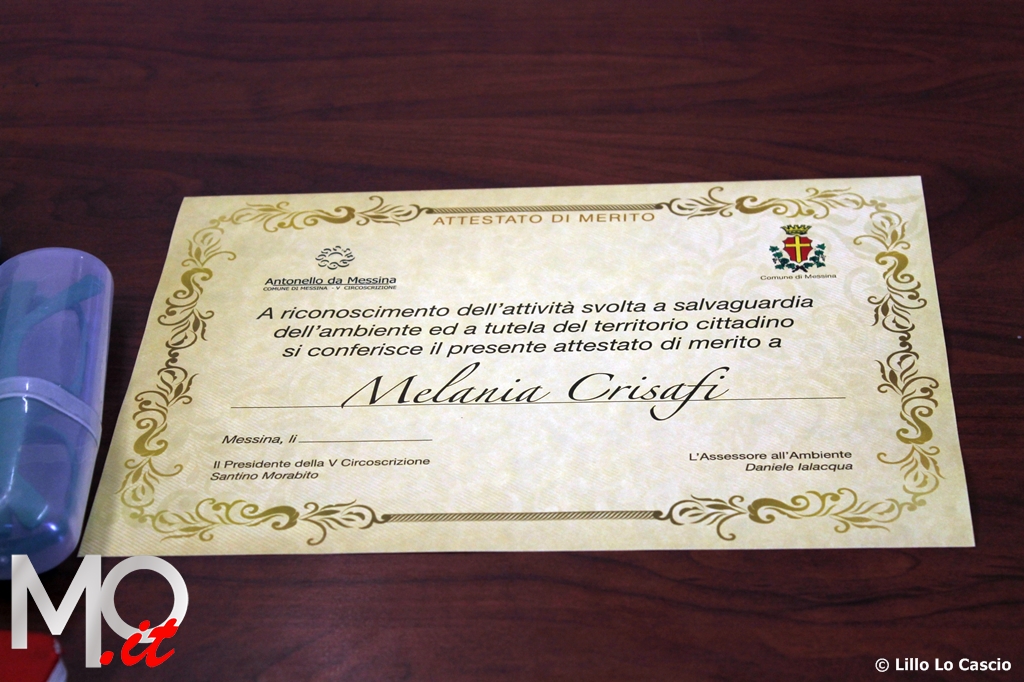 ATTESTATO DI MERITO
Antonello da Messina
COMUNE DI MESSINA - V CIRCOSCRIZIONE
Comune di Messina
A riconoscimento dell'attività svolta a salvaguardia
dell'ambiente ed a tutela del territorio cittadino
si conferisce il presente attestato di merito a
Melania Crisafi
Messina, lì
Il Presidente della V Circoscrizione
Santino Morabito
L'Assessore all'Ambiente
Daniele Ialacqua
MO.it
© Lillo Lo Cascio